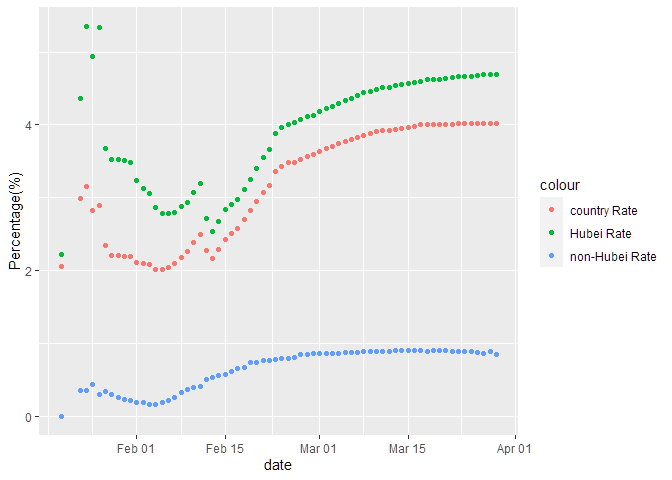 Percentage(%)
4
2
0
Feb 01
Feb 15
Mar 01
Mar 15
Apr 01
date
colour
country Rate
Hubei Rate
non-Hubei Rate